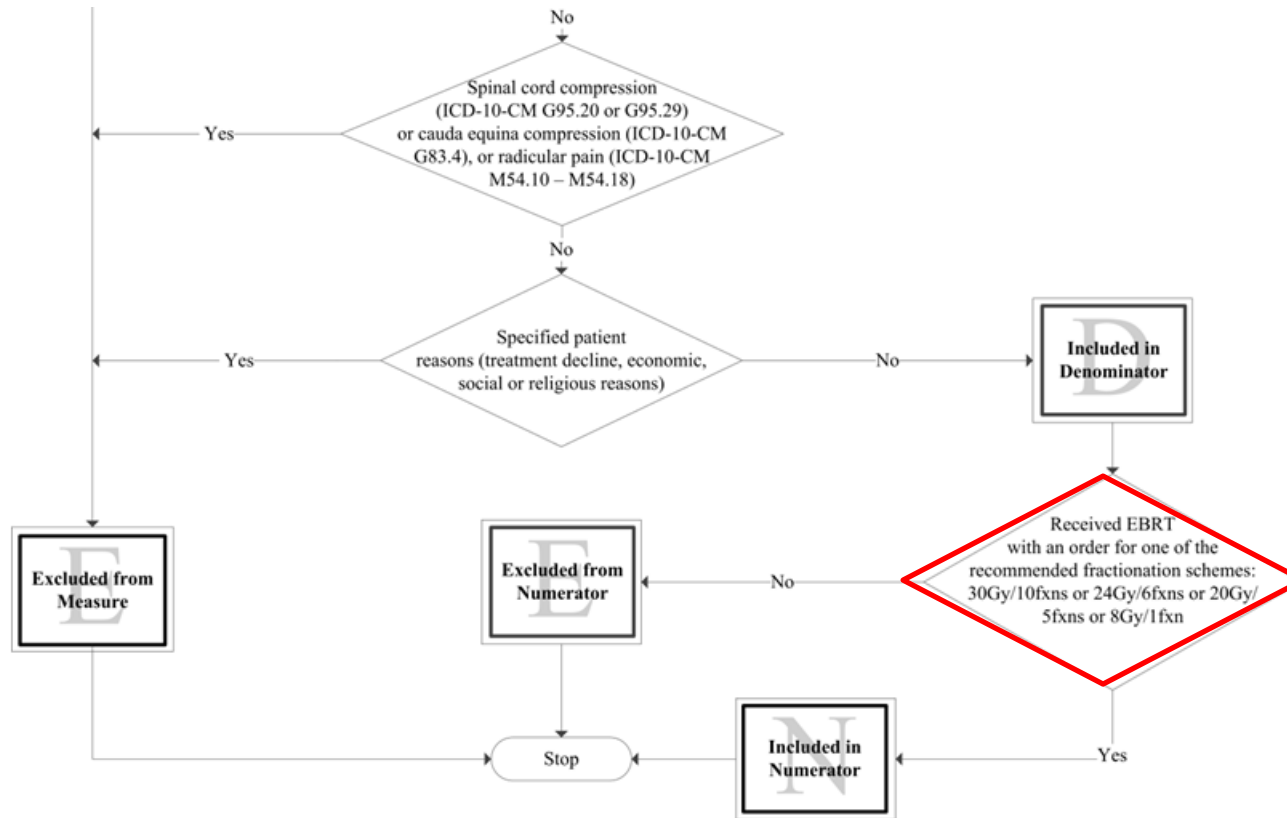 No
Spinal cord compression
(ICD-10-CM G95.20 or G95.29)
or cauda equina compression (ICD-10-CM
G83.4), or radicular pain (ICD-10-CM
M54.10 – M54.18)
Yes
No
Specified patient
reasons (treatment decline, economic,
social or religious reasons)
Yes
No
D
Included in
Denominator
Received EBRT
with an order for one of the
recommended fractionation schemes:
30Gy/10fxns or 24Gy/6fxns or 20Gy/
5fxns or 8Gy/1fxn
No
E
Excluded from
Numerator
E
Excluded from
Measure
Yes
N
Included in
Numerator
Stop